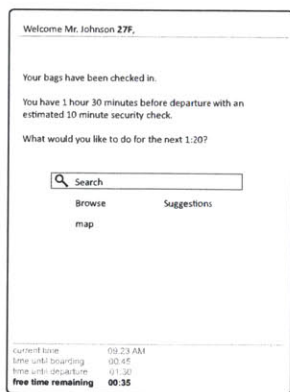 Welcome Mr. Johnson 27F,
Your bags have been checked in.
You have 1 hour 30 minutes before departure with an
estimated 10 minute security check.
What would you like to do for the next 1:20?
Search
Browse Suggestions
map
current time 09:23 AM
time until boarding 00:45
time until departure 01:30
free time remaining 00:35